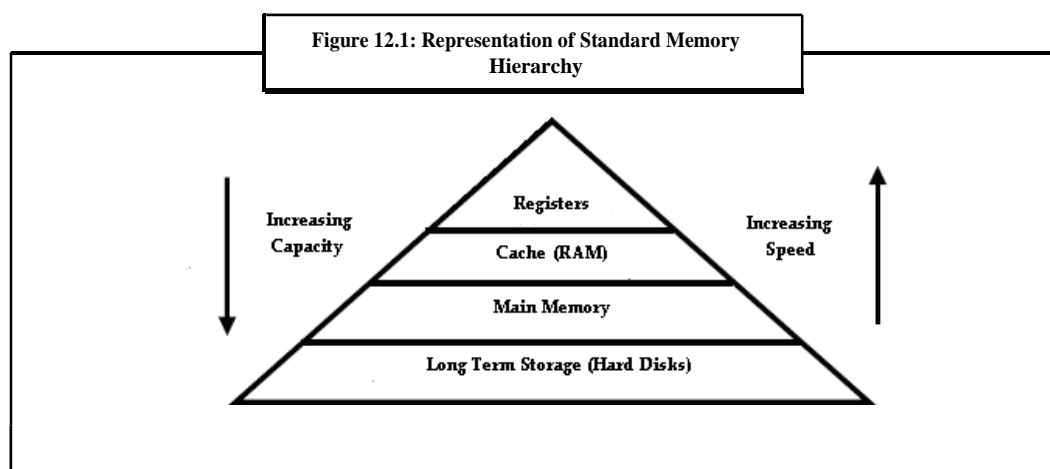 Figure 12.1: Representation of Standard Memory
Hierarchy
Registers
Increasing
Capacity
Increasing
Speed
Cache (RAM)
Main Memory
Long Term Storage (Hard Disks)